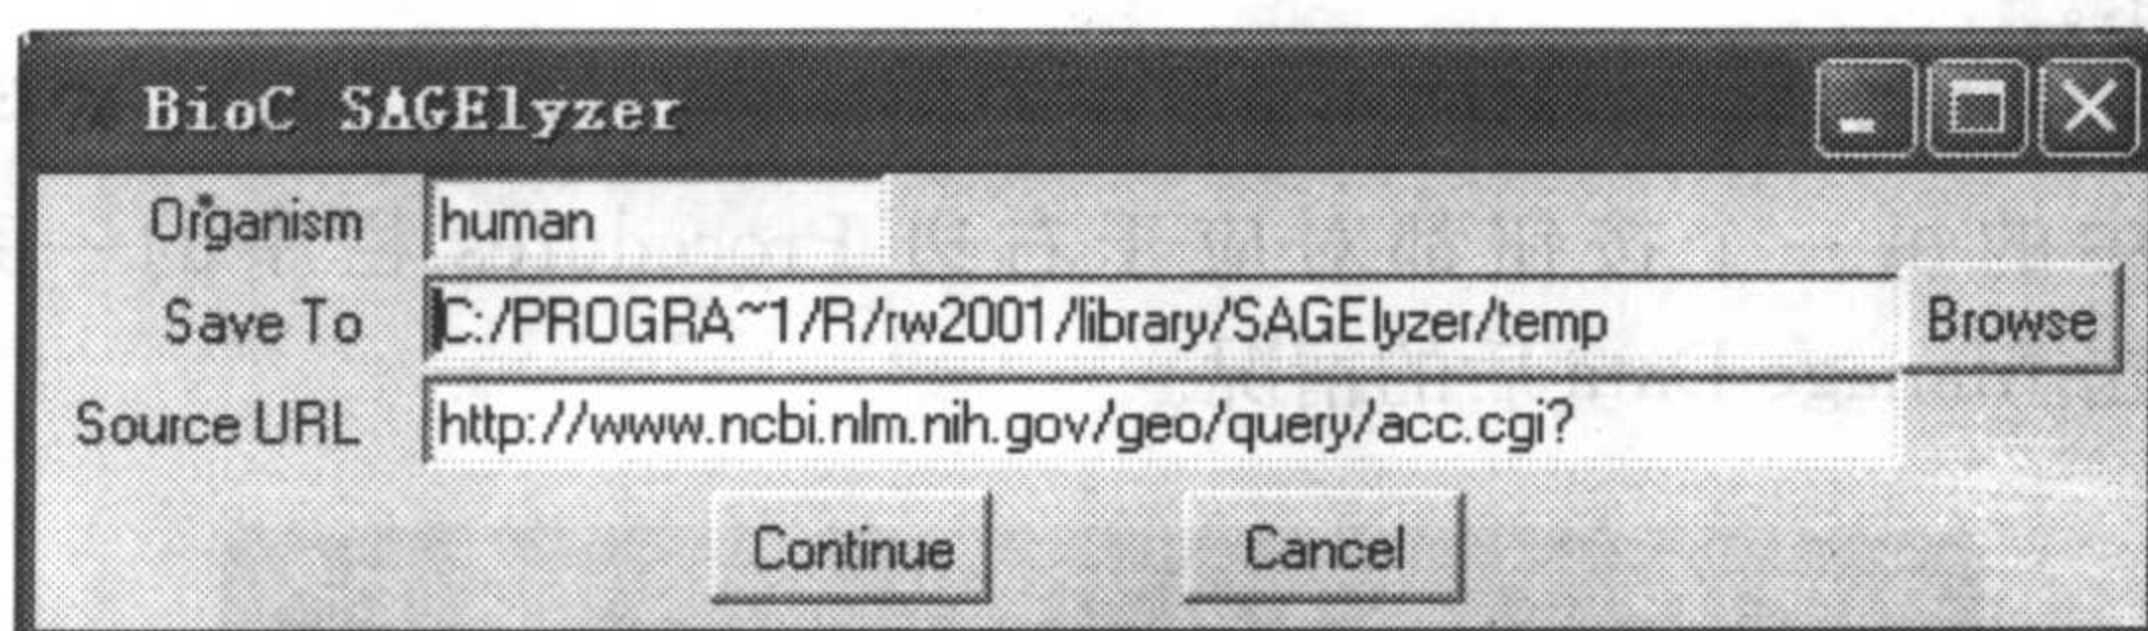 BioC SAGElyzer
Organism human
Save To C:/PROGRA~1/R/rw2001/library/SAGElyzer/temp Browse
Source URL http://www.ncbi.nlm.nih.gov/geo/query/acc.cgi?
Continue Cancel